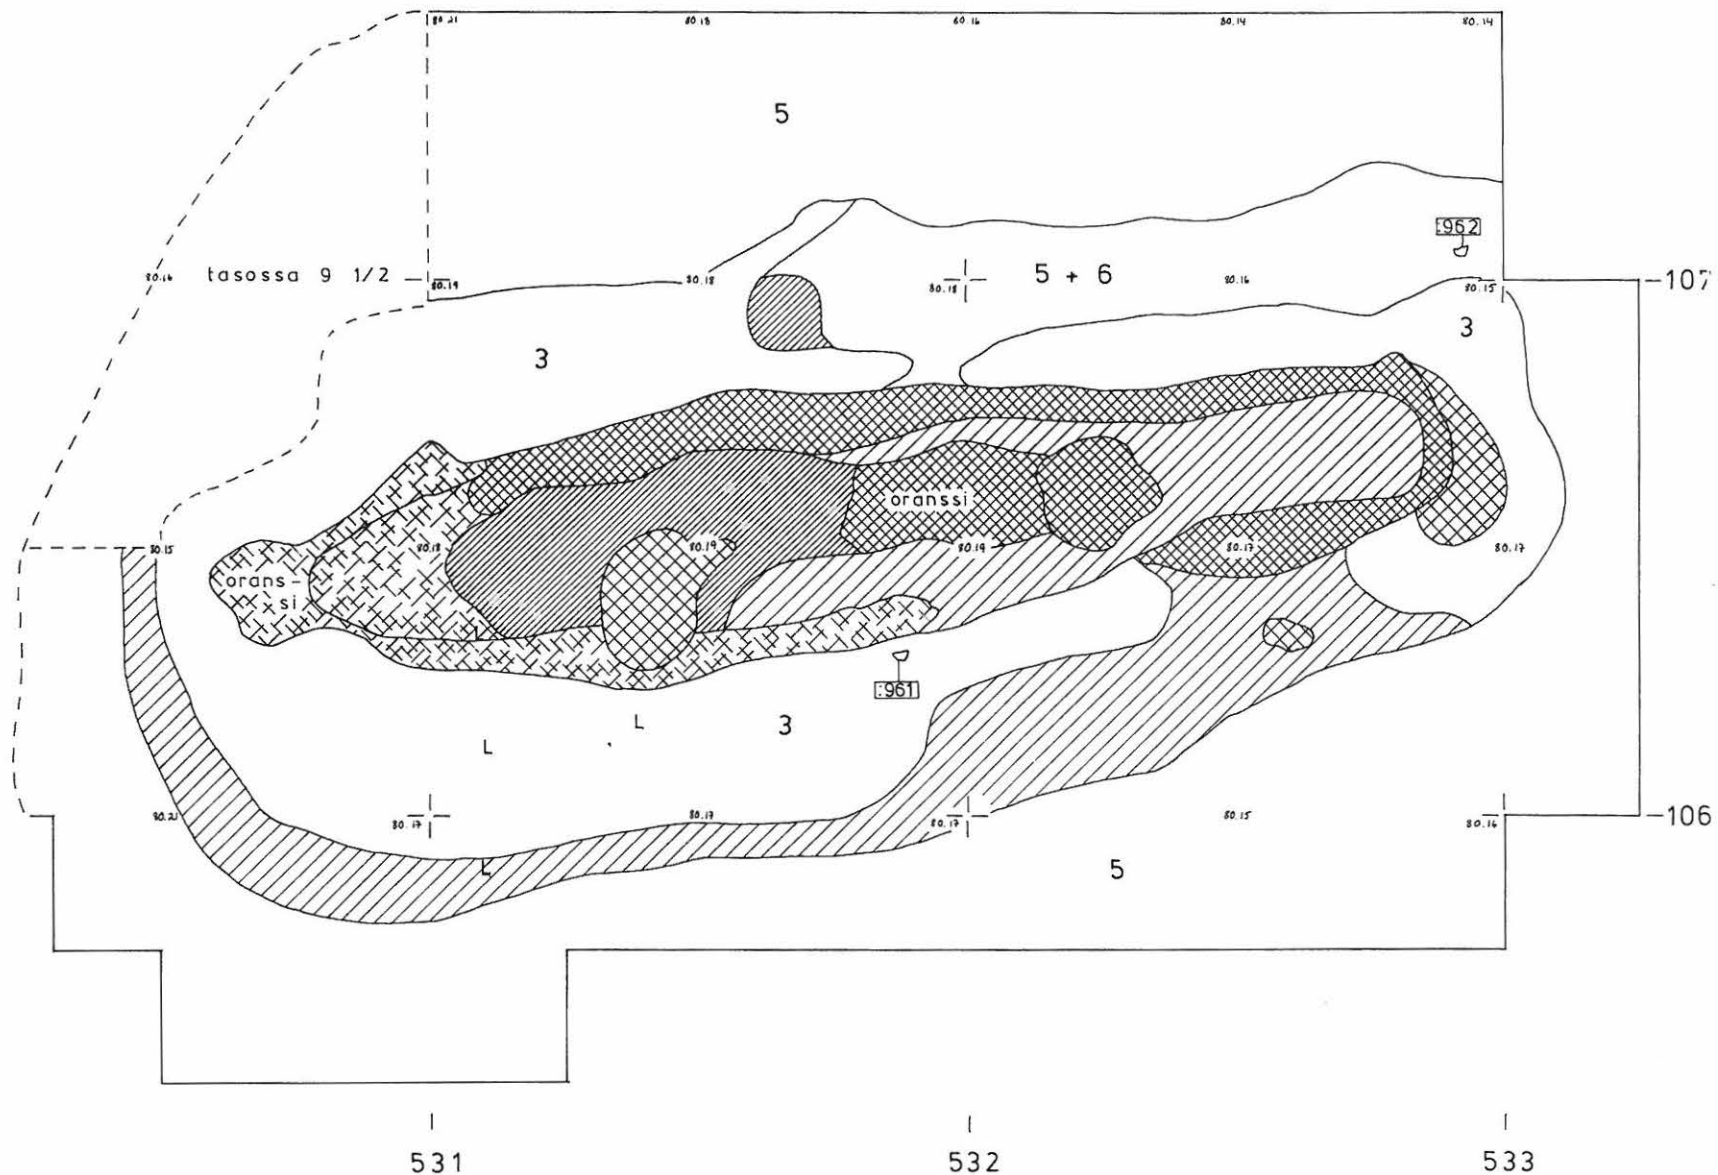 80.21 80.18 80.16 80.14 80.14
5
:962
80.16 tasossa 9 1/2 80.19 80.18 80.18 5 + 6 80.16 80.15 107
3 3
oranssi
80.15 80.18 80.19 80.19 80.17 80.17
orans-
si
:961
L 3
L
80.21 80.17 80.17 80.17 80.15 80.16 106
L 5
531 532 533